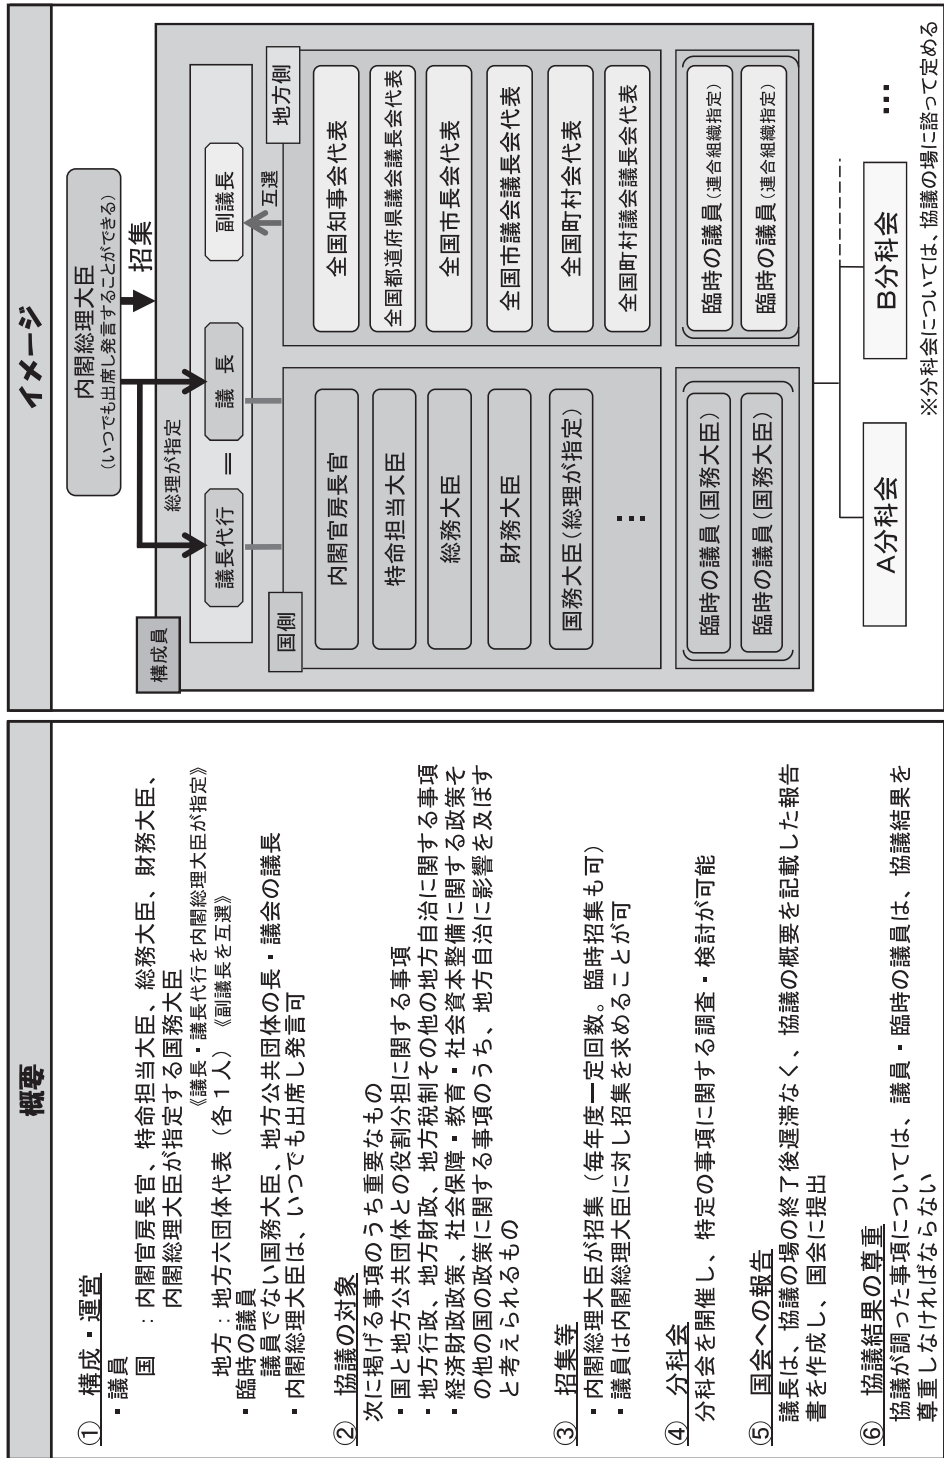 概要
① 構成・運営
・議員
国 : 内閣官房長官、特命担当大臣、総務大臣、財務大臣、
内閣総理大臣が指定する国務大臣
《議長・議長代行を内閣総理大臣が指定》
地方：地方六団体代表（各１人）《副議長を互選》
・臨時の議員
議員でない国務大臣、地方公共団体の長・議会の議長
・内閣総理大臣は、いつでも出席し発言可
② 協議の対象
次に掲げる事項のうち重要なもの
・国と地方公共団体との役割分担に関する事項
・地方行政、地方財政、地方税制その他の地方自治に関する事項
・経済財政政策、社会保障・教育・社会資本整備に関する政策そ
の他の国の政策に関する事項のうち、地方自治に影響を及ぼす
と考えられるもの
③ 招集等
・内閣総理大臣が招集（毎年度一定回数。臨時招集も可）
・議員は内閣総理大臣に対し招集を求めることが可
④ 分科会
分科会を開催し、特定の事項に関する調査・検討が可能
⑤ 国会への報告
議長は、協議の場の終了後遅滞なく、協議の概要を記載した報告
書を作成し、国会に提出
⑥ 協議結果の尊重
協議が調った事項については、議員・臨時の議員は、協議結果を
尊重しなければならない
イメージ
内閣総理大臣
（いつでも出席し発言することができる）
招集
総理が指定
構成員
議長代行
＝
議 長
副議長
互選
国側
内閣官房長官
特命担当大臣
総務大臣
財務大臣
国務大臣（総理が指定）
…
臨時の議員（国務大臣）
臨時の議員（国務大臣）
地方側
全国知事会代表
全国都道府県議会議長会代表
全国市長会代表
全国市議会議長会代表
全国町村会代表
全国町村議会議長会代表
臨時の議員（連合組織指定）
臨時の議員（連合組織指定）
A分科会
B分科会
…
※分科会については、協議の場に諮って定める